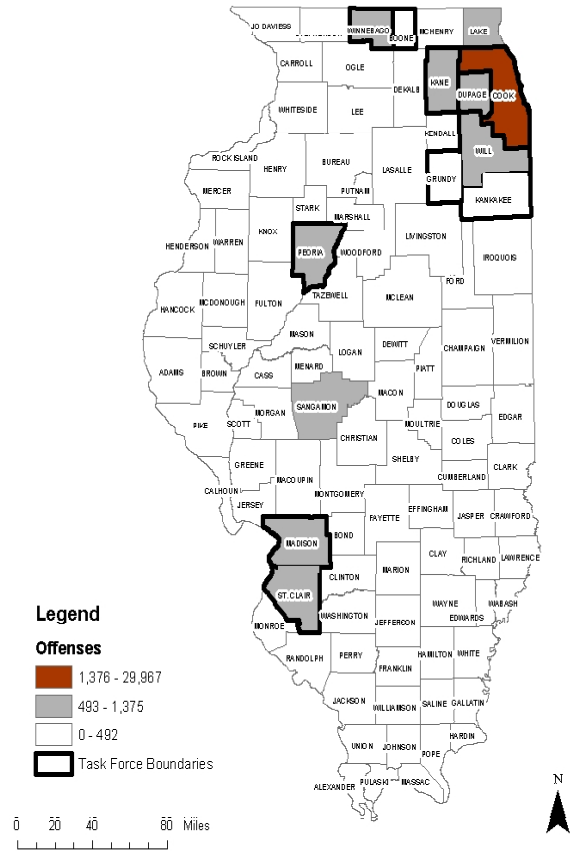 JO DAVIESS
WINNEBAGO
BOONE
MCHENRY
LAKE
CARROLL
OGLE
DEKALB
KANE
DUPAGE
COOK
WHITESIDE
LEE
KENDALL
WILL
ROCK ISLAND
HENRY
BUREAU
LASALLE
GRUNDY
MERCER
PUTNAM
KANKAKEE
STARK
MARSHALL
KNOX
LIVINGSTON
HENDERSON
WARREN
PEORIA
WOODFORD
IROQUOIS
FORD
HANCOCK
MCDONOUGH
FULTON
TAZEWELL
MCLEAN
MASON
SCHUYLER
LOGAN
DEWITT
CHAMPAIGN
VERMILION
ADAMS
BROWN
CASS
MENARD
PIATT
MACON
SANGAMON
DOUGLAS
PIKE
SCOTT
MORGAN
MOULTRIE
EDGAR
CHRISTIAN
COLES
SHELBY
GREENE
CLARK
MACOUPIN
CUMBERLAND
CALHOUN
MONTGOMERY
JERSEY
FAYETTE
EFFINGHAM
JASPER
CRAWFORD
MADISON
BOND
CLAY
RICHLAND
LAWRENCE
MARION
CLINTON
ST. CLAIR
WAYNE
WABASH
WASHINGTON
EDWARDS
MONROE
JEFFERSON
RANDOLPH
PERRY
HAMILTON
WHITE
FRANKLIN
JACKSON
WILLIAMSON
SALINE
GALLATIN
HARDIN
UNION
JOHNSON
POPE
ALEXANDER
PULASKI
MASSAC
Legend
Offenses
1,376 - 29,967
493 - 1,375
0 - 492
Task Force Boundaries
N
0 20 40 80 Miles